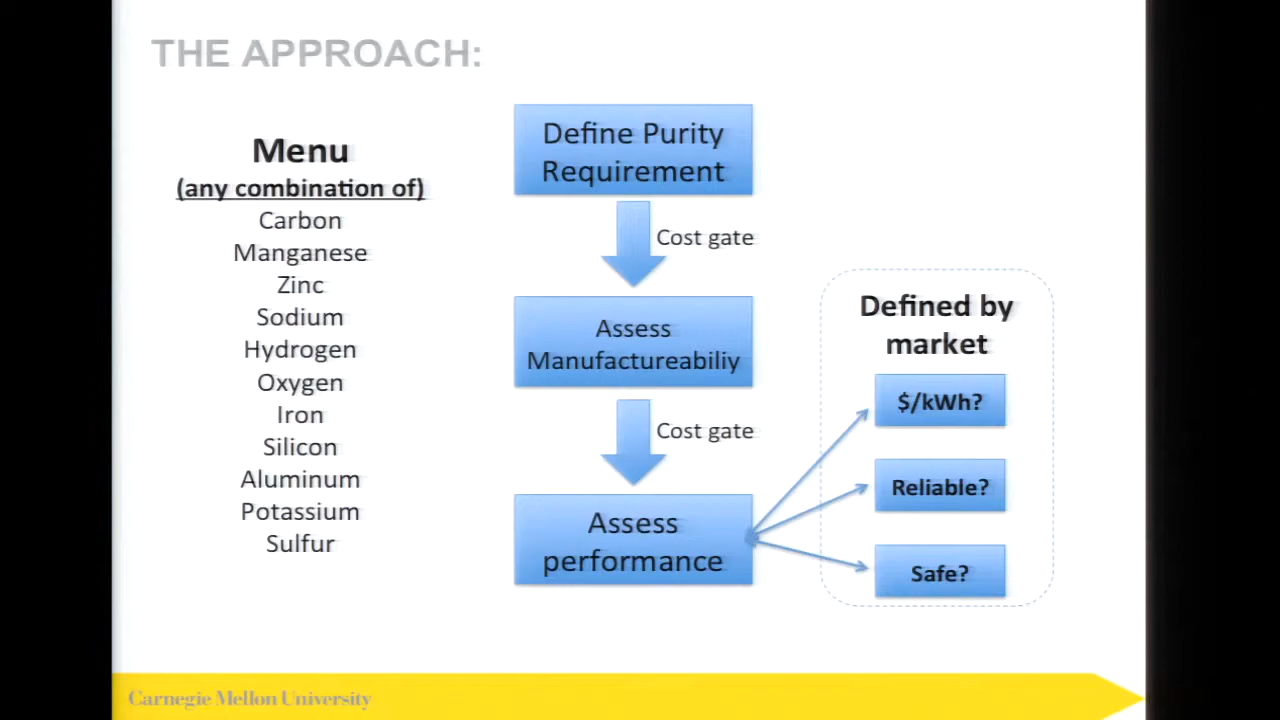 THE APPROACH:
Menu
(any combination of)
Carbon
Manganese
Zinc
Sodium
Hydrogen
Oxygen
Iron
Silicon
Aluminum
Potassium
Sulfur
Define Purity
Requirement
Cost gate
Assess
Manufactureabiliy
Cost gate
Assess
performance
Defined by
market
$/kWh?
Reliable?
Safe?
Carnegie Mellon University